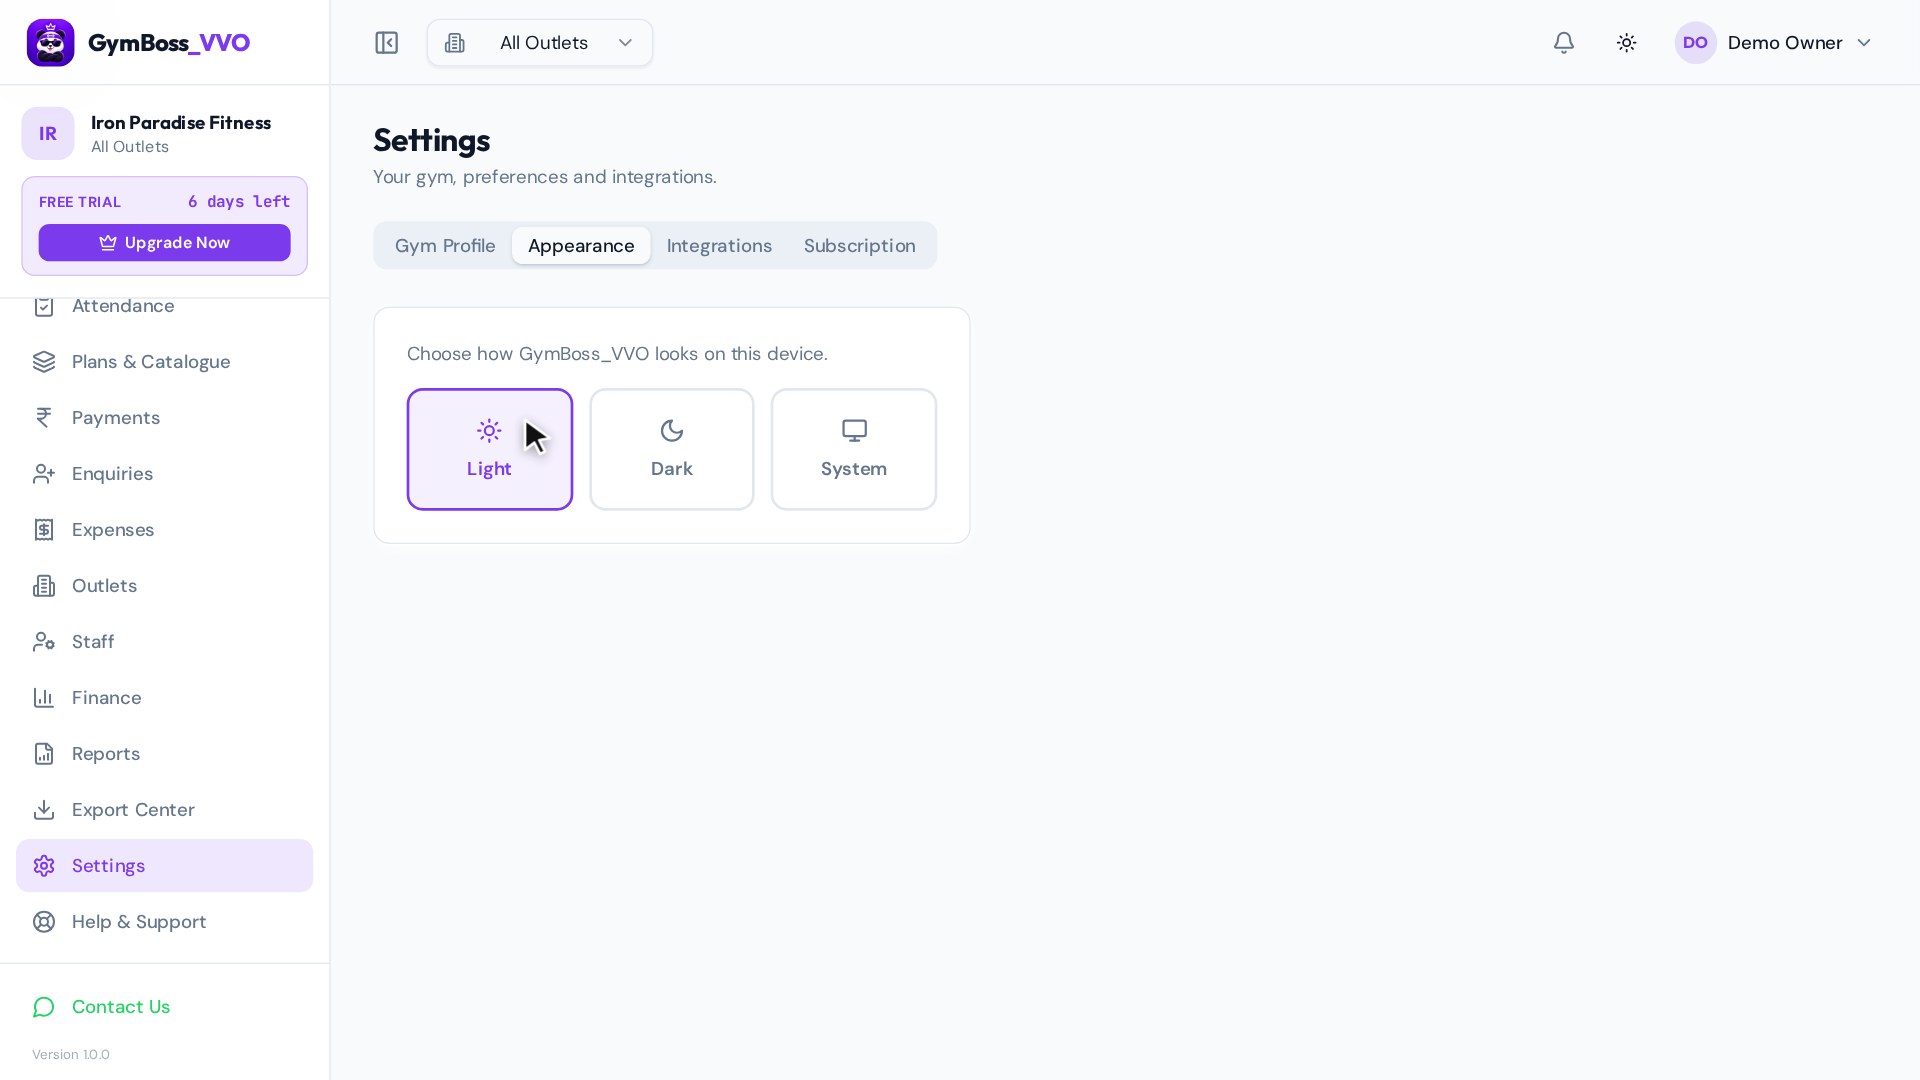 GymBoss_VVO
All Outlets
DO
Demo Owner
IR
Iron Paradise Fitness
All Outlets
FREE TRIAL
6 days left
Upgrade Now
Attendance
Plans & Catalogue
Payments
Enquiries
Expenses
Outlets
Staff
Finance
Reports
Export Center
Settings
Help & Support
Contact Us
Version 1.0.0
Settings
Your gym, preferences and integrations.
Gym Profile
Appearance
Integrations
Subscription
Choose how GymBoss_VVO looks on this device.
Light
Dark
System